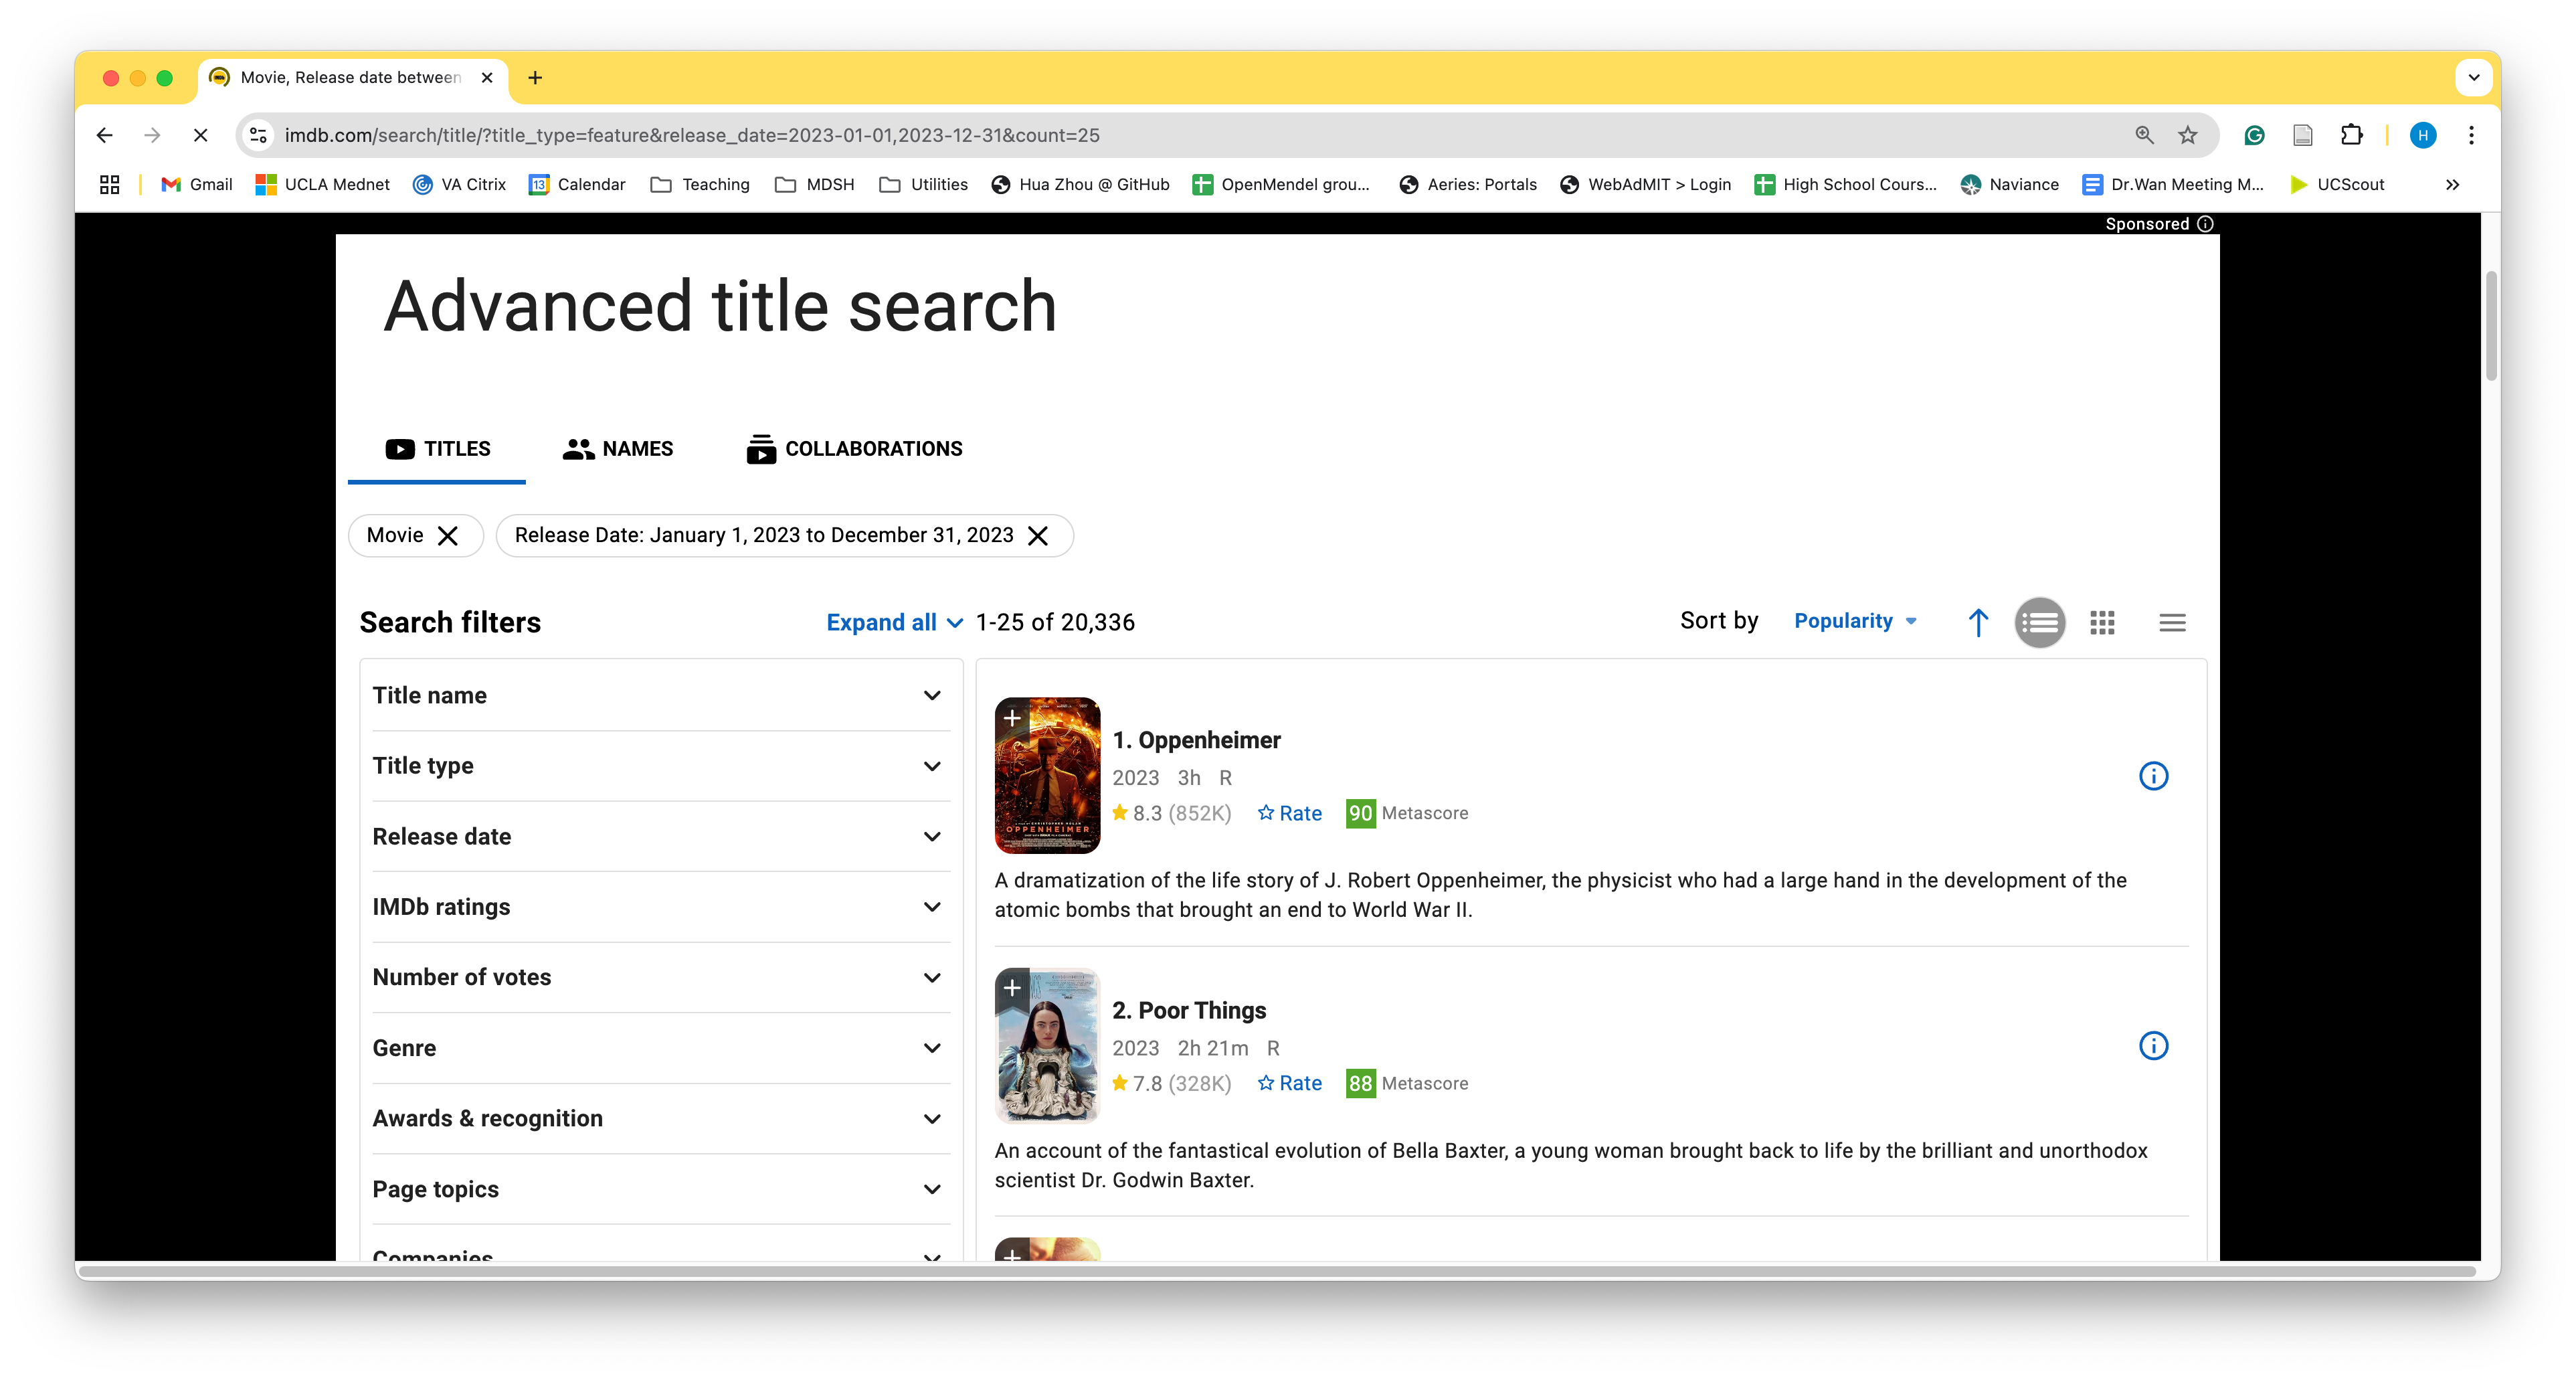 Movie, Release date between
imdb.com/search/title/?title_type=feature&release_date=2023-01-01,2023-12-31&count=25
H
Gmail UCLA Mednet VA Citrix 13 Calendar Teaching MDSH Utilities Hua Zhou @ GitHub OpenMendel grou... Aeries: Portals WebAdMIT > Login High School Cours... Naviance Dr.Wan Meeting M... UCScout
Sponsored
Advanced title search
TITLES NAMES COLLABORATIONS
Movie Release Date: January 1, 2023 to December 31, 2023
Search filters Expand all 1-25 of 20,336 Sort by Popularity
Title name
Title type
Release date
IMDb ratings
Number of votes
Genre
Awards & recognition
Page topics
Companies
OPPENHEIMER
1. Oppenheimer
2023 3h R
8.3 (852K) Rate 90 Metascore
A dramatization of the life story of J. Robert Oppenheimer, the physicist who had a large hand in the development of the
atomic bombs that brought an end to World War II.
2. Poor Things
2023 2h 21m R
7.8 (328K) Rate 88 Metascore
An account of the fantastical evolution of Bella Baxter, a young woman brought back to life by the brilliant and unorthodox
scientist Dr. Godwin Baxter.